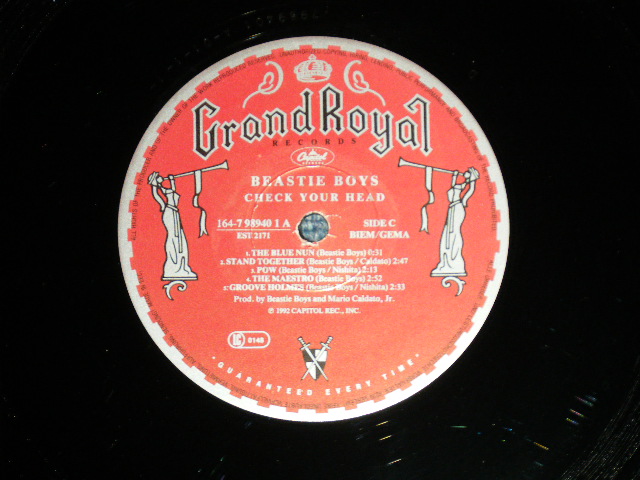 Grand Royal
RECORDS
Capitol
BEASTIE BOYS
CHECK YOUR HEAD
164-7 98940 1 A
EST 2171
SIDE C
BIEM/GEMA
1. THE BLUE NUN (Beastie Boys) 0:31
2. STAND TOGETHER (Beastie Boys / Caldato) 2:47
3. POW (Beastie Boys / Nishita) 2:13
4. THE MAESTRO (Beastie Boys) 2:52
5. GROOVE HOLMES (Beastie Boys / Nishita) 2:33
Prod. by Beastie Boys and Mario Caldato, Jr.
℗ 1992 CAPITOL REC., INC.
LC 0148
·GUARANTEED EVERY TIME·